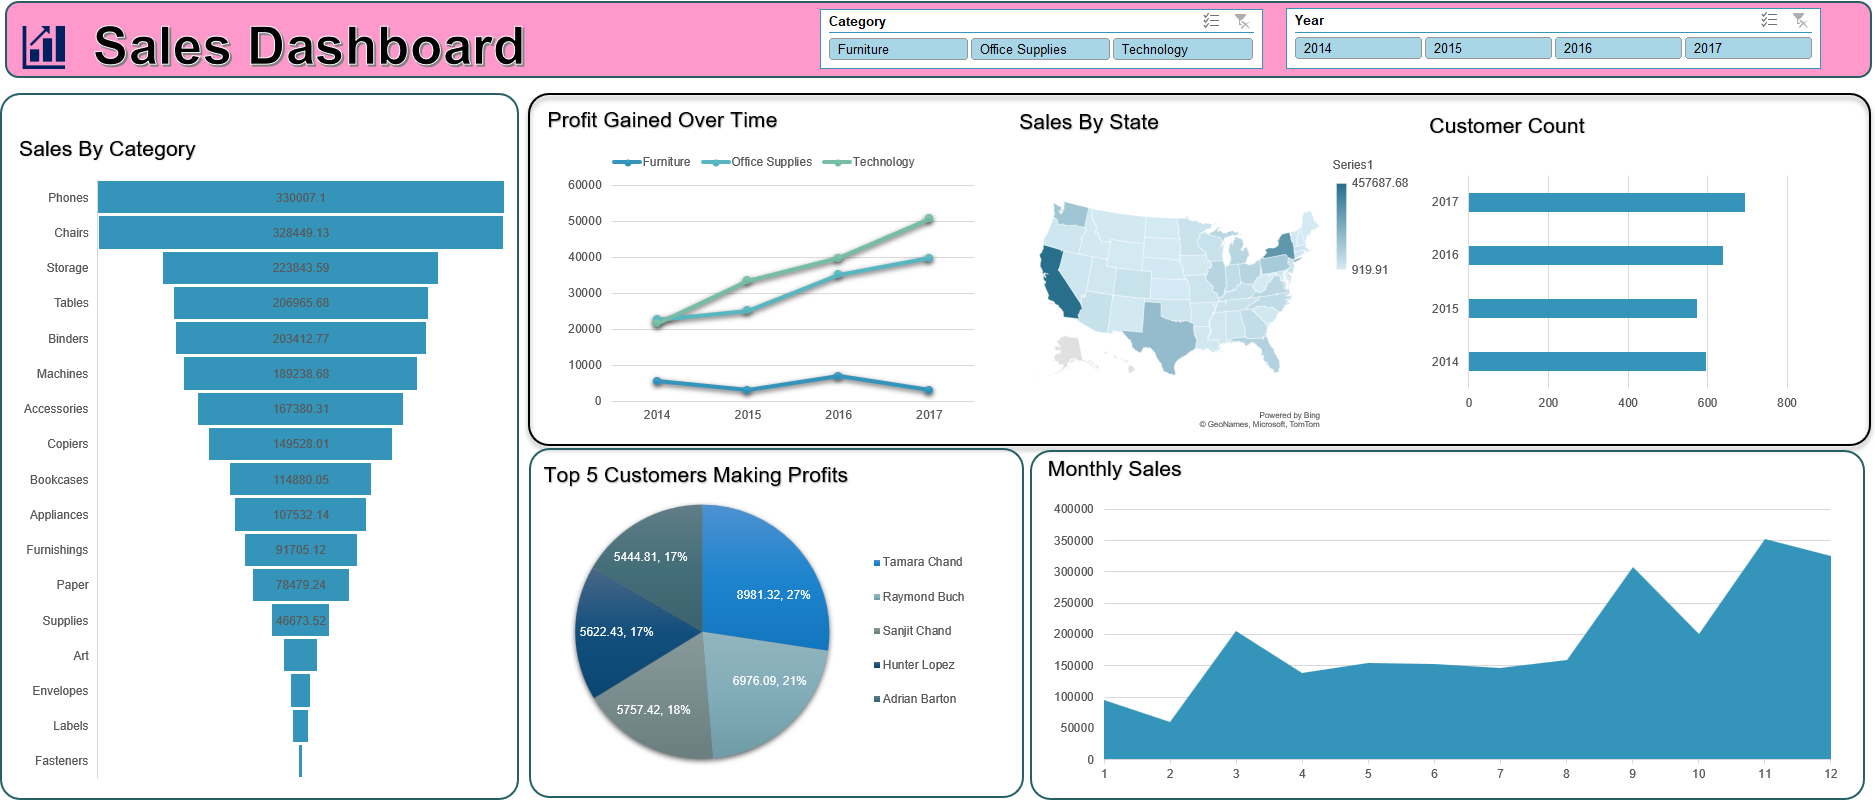 Sales Dashboard
Category
Furniture
Office Supplies
Technology
Year
2014
2015
2016
2017
Sales By Category
Phones 330007.1
Chairs 328449.13
Storage 223843.59
Tables 206965.68
Binders 203412.77
Machines 189238.68
Accessories 167380.31
Copiers 149528.01
Bookcases 114880.05
Appliances 107532.14
Furnishings 91705.12
Paper 78479.24
Supplies 46673.52
Art
Envelopes
Labels
Fasteners
Profit Gained Over Time
Furniture Office Supplies Technology
60000
50000
40000
30000
20000
10000
0
2014 2015 2016 2017
Sales By State
Series1
457687.68
919.91
Powered by Bing
© GeoNames, Microsoft, TomTom
Customer Count
2017
2016
2015
2014
0 200 400 600 800
Top 5 Customers Making Profits
5444.81, 17%
8981.32, 27%
5622.43, 17%
6976.09, 21%
5757.42, 18%
Tamara Chand
Raymond Buch
Sanjit Chand
Hunter Lopez
Adrian Barton
Monthly Sales
400000
350000
300000
250000
200000
150000
100000
50000
0
1 2 3 4 5 6 7 8 9 10 11 12